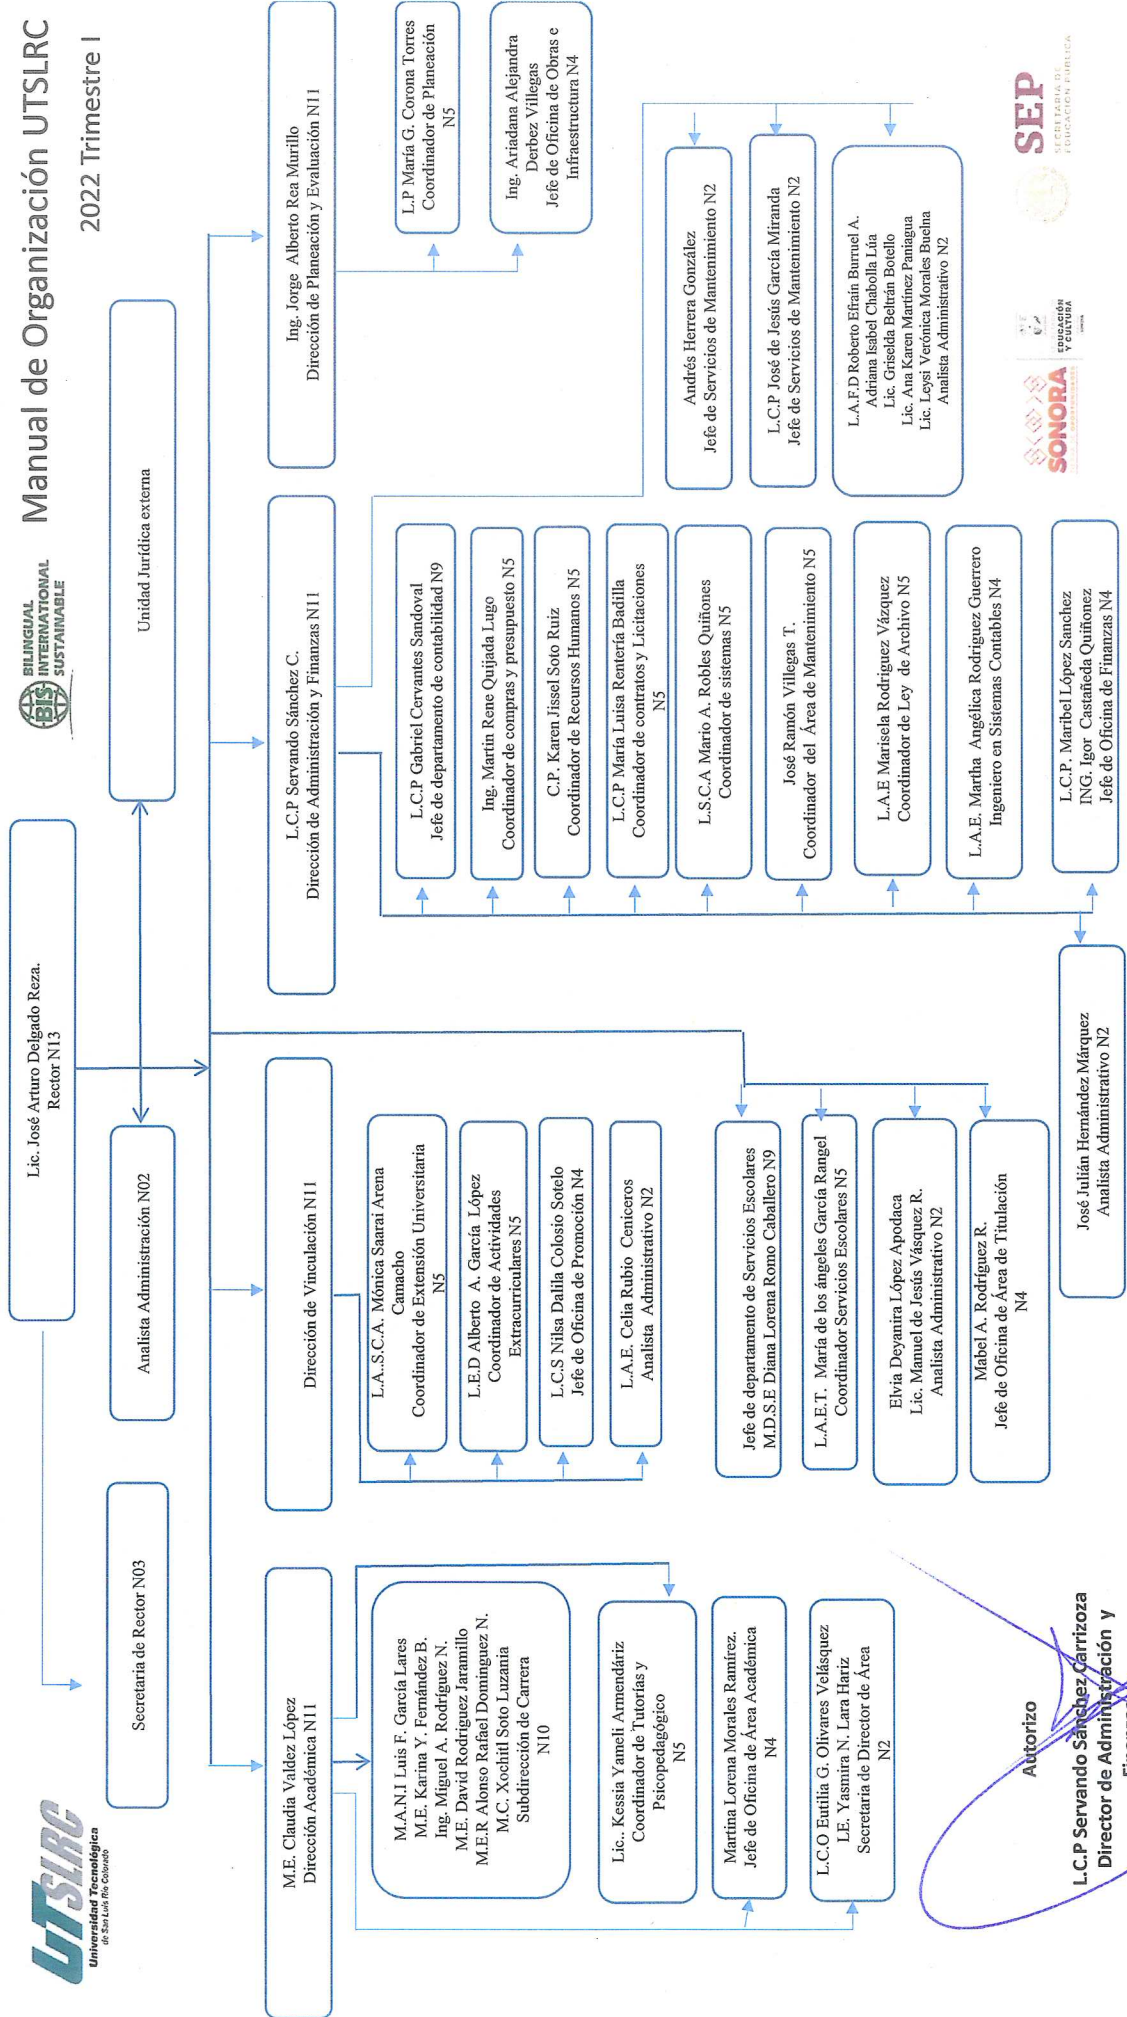 UTSLRC
Universidad Tecnológica
de San Luis Río Colorado
BIS
BILINGUAL
INTERNATIONAL
SUSTAINABLE
Manual de Organización UTSLRC
2022 Trimestre I
Lic. José Arturo Delgado Reza.
Rector N13
Secretaria de Rector N03
Analista Administración N02
Unidad Jurídica externa
M.E. Claudia Valdez López
Dirección Académica N11
Dirección de Vinculación N11
L.C.P Servando Sánchez C.
Dirección de Administración y Finanzas N11
Ing. Jorge Alberto Rea Murillo
Dirección de Planeación y Evaluación N11
M.A.N.I Luis F. García Lares
M.E. Karina Y. Fernández B.
Ing. Miguel A. Rodríguez N.
M.E. David Rodríguez Jaramillo
M.E.R Alonso Rafael Dominguez N.
M.C. Xochitl Soto Luzania
Subdirección de Carrera
N10
Lic.. Kessia Yameli Armendáriz
Coordinador de Tutorías y
Psicopedagógico
N5
Martina Lorena Morales Ramírez.
Jefe de Oficina de Área Académica
N4
L.C.O Eutilia G. Olivares Velásquez
LE. Yasmira N. Lara Hariz
Secretaria de Director de Área
N2
L.A..S.C.A. Mónica Saarai Arena
Camacho
Coordinador de Extensión Universitaria
N5
L.E.D Alberto A. García López
Coordinador de Actividades
Extracurriculares N5
L.C.S Nilsa Dalila Colosio Sotelo
Jefe de Oficina de Promoción N4
L.A.E. Celia Rubio Ceniceros
Analista Administrativo N2
Jefe de departamento de Servicios Escolares
M.D.S.E Diana Lorena Romo Caballero N9
L.A.E.T. María de los ángeles García Rangel
Coordinador Servicios Escolares N5
Elvia Deyanira López Apodaca
Lic. Manuel de Jesús Vásquez R.
Analista Administrativo N2
Mabel A. Rodríguez R.
Jefe de Oficina de Área de Titulación
N4
L.C.P Gabriel Cervantes Sandoval
Jefe de departamento de contabilidad N9
Ing. Martin Rene Quijada Lugo
Coordinador de compras y presupuesto N5
C.P. Karen Jissel Soto Ruiz
Coordinador de Recursos Humanos N5
L.C.P María Luisa Rentería Badilla
Coordinador de contratos y Licitaciones
N5
L.S.C.A Mario A. Robles Quiñones
Coordinador de sistemas N5
José Ramón Villegas T.
Coordinador del Área de Mantenimiento N5
L.A.E Marisela Rodriguez Vázquez
Coordinador de Ley de Archivo N5
L.A.E. Martha Angélica Rodriguez Guerrero
Ingeniero en Sistemas Contables N4
L.C.P. Maribel López Sanchez
ING. Igor Castañeda Quiñonez
Jefe de Oficina de Finanzas N4
José Julián Hernández Márquez
Analista Administrativo N2
L.P María G. Corona Torres
Coordinador de Planeación
N5
Ing. Ariadana Alejandra
Derbez Villegas
Jefe de Oficina de Obras e
Infraestructura N4
Andrés Herrera González
Jefe de Servicios de Mantenimiento N2
L.C.P José de Jesús García Miranda
Jefe de Servicios de Mantenimiento N2
L.A.F.D Roberto Efraín Burruel A.
Adriana Isabel Chabolla Lúa
Lic. Griselda Beltrán Botello
Lic. Ana Karen Martínez Paniagua
Lic. Leysi Verónica Morales Buelna
Analista Administrativo N2
Autorizo
L.C.P Servando Sánchez Carrizoza
Director de Administración y
SONORA
EDUCACIÓN
Y CULTURA
SEP
SECRETARÍA DE
EDUCACIÓN PÚBLICA